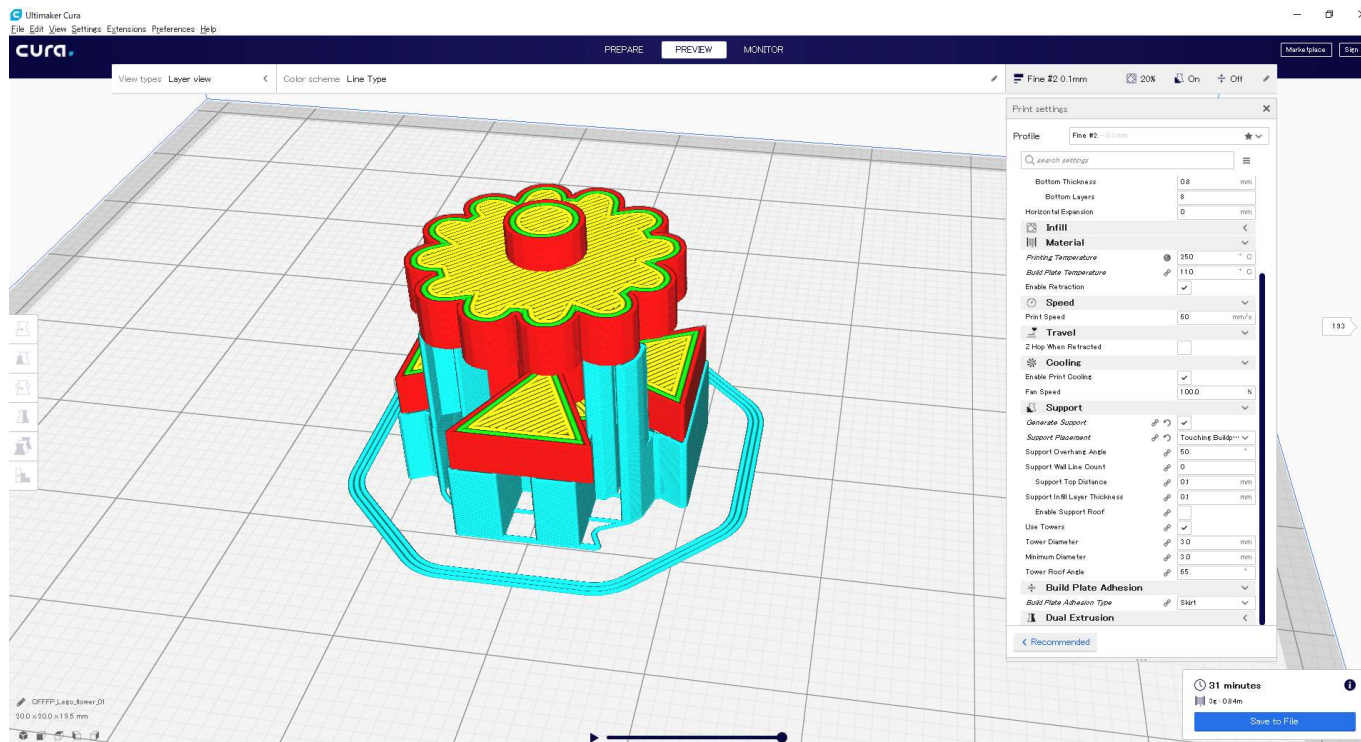 Ultimaker Cura
File Edit View Settings Extensions Preferences Help
cura.
PREPARE PREVIEW MONITOR
Marketplace Sign
View types Layer view
Color scheme Line Type
Fine #2 0.1mm 20% On Off
Print settings
Profile Fine #2 - 0.1mm
search settings
Bottom Thickness 0.8 mm
Bottom Layers 8
Horizontal Expansion 0 mm
Infill
Material
Printing Temperature 250 ° C
Build Plate Temperature 110 ° C
Enable Retraction
Speed
Print Speed 60 mm/s
Travel
Z Hop When Retracted
Cooling
Enable Print Cooling
Fan Speed 100.0 %
Support
Generate Support
Support Placement Touching Buildp...
Support Overhang Angle 50 °
Support Wall Line Count 0
Support Top Distance 0.1 mm
Support Infill Layer Thickness 0.1 mm
Enable Support Roof
Use Towers
Tower Diameter 3.0 mm
Minimum Diameter 3.0 mm
Tower Roof Angle 65 °
Build Plate Adhesion
Build Plate Adhesion Type Skirt
Dual Extrusion
Recommended
193
OFFFP_Lego_flower_01
20.0 × 20.0 × 19.5 mm
31 minutes
3g · 0.84m
Save to File